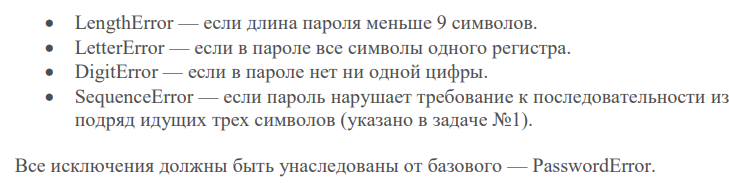 • LengthError — если длина пароля меньше 9 символов.
• LetterError — если в пароле все символы одного регистра.
• DigitError — если в пароле нет ни одной цифры.
• SequenceError — если пароль нарушает требование к последовательности из
подряд идущих трех символов (указано в задаче №1).
Все исключения должны быть унаследованы от базового — PasswordError.